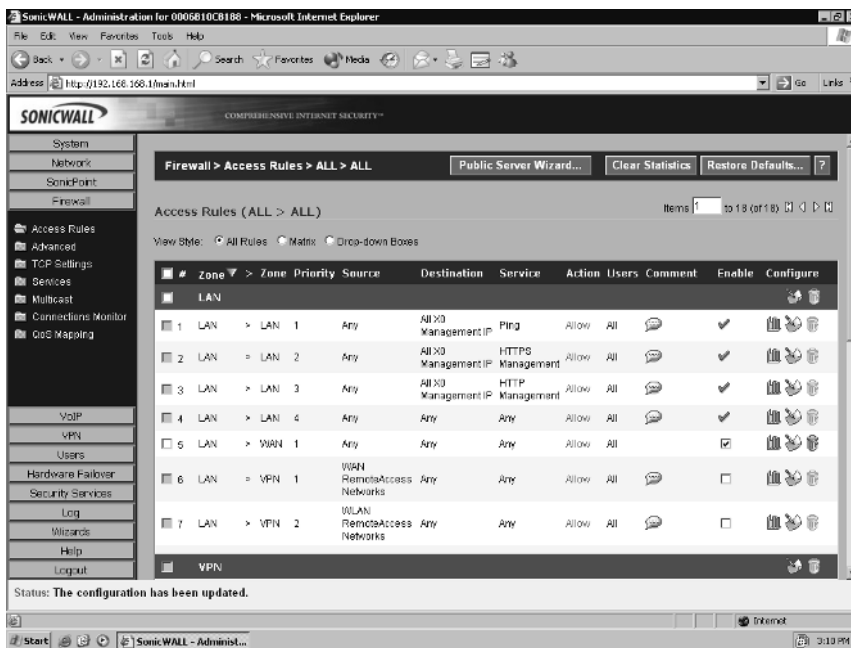 SonicWALL - Administration for 0006B10CB188 - Microsoft Internet Explorer
File Edit View Favorites Tools Help
Back Search Favorites Media
Address http://192.168.168.1/main.html Go Links
SONICWALL COMPREHENSIVE INTERNET SECURITY™
System
Network
SonicPoint
Firewall
Access Rules
Advanced
TCP Settings
Services
Multicast
Connections Monitor
QoS Mapping
VoIP
VPN
Users
Hardware Failover
Security Services
Log
Wizards
Help
Logout
Firewall > Access Rules > ALL > ALL Public Server Wizard... Clear Statistics Restore Defaults... ?
Access Rules (ALL > ALL) Items 1 to 18 (of 18)
View Style: All Rules Matrix Drop-down Boxes
# Zone > Zone Priority Source Destination Service Action Users Comment Enable Configure
LAN
1 LAN > LAN 1 Any All X0 Management IP Ping Allow All
2 LAN > LAN 2 Any All X0 Management IP HTTPS Management Allow All
3 LAN > LAN 3 Any All X0 Management IP HTTP Management Allow All
4 LAN > LAN 4 Any Any Any Allow All
5 LAN > WAN 1 Any Any Any Allow All
6 LAN > VPN 1 WAN RemoteAccess Networks Any Any Allow All
7 LAN > VPN 2 WLAN RemoteAccess Networks Any Any Allow All
VPN
Status: The configuration has been updated.
Internet
Start SonicWALL - Administ... 3:10 PM